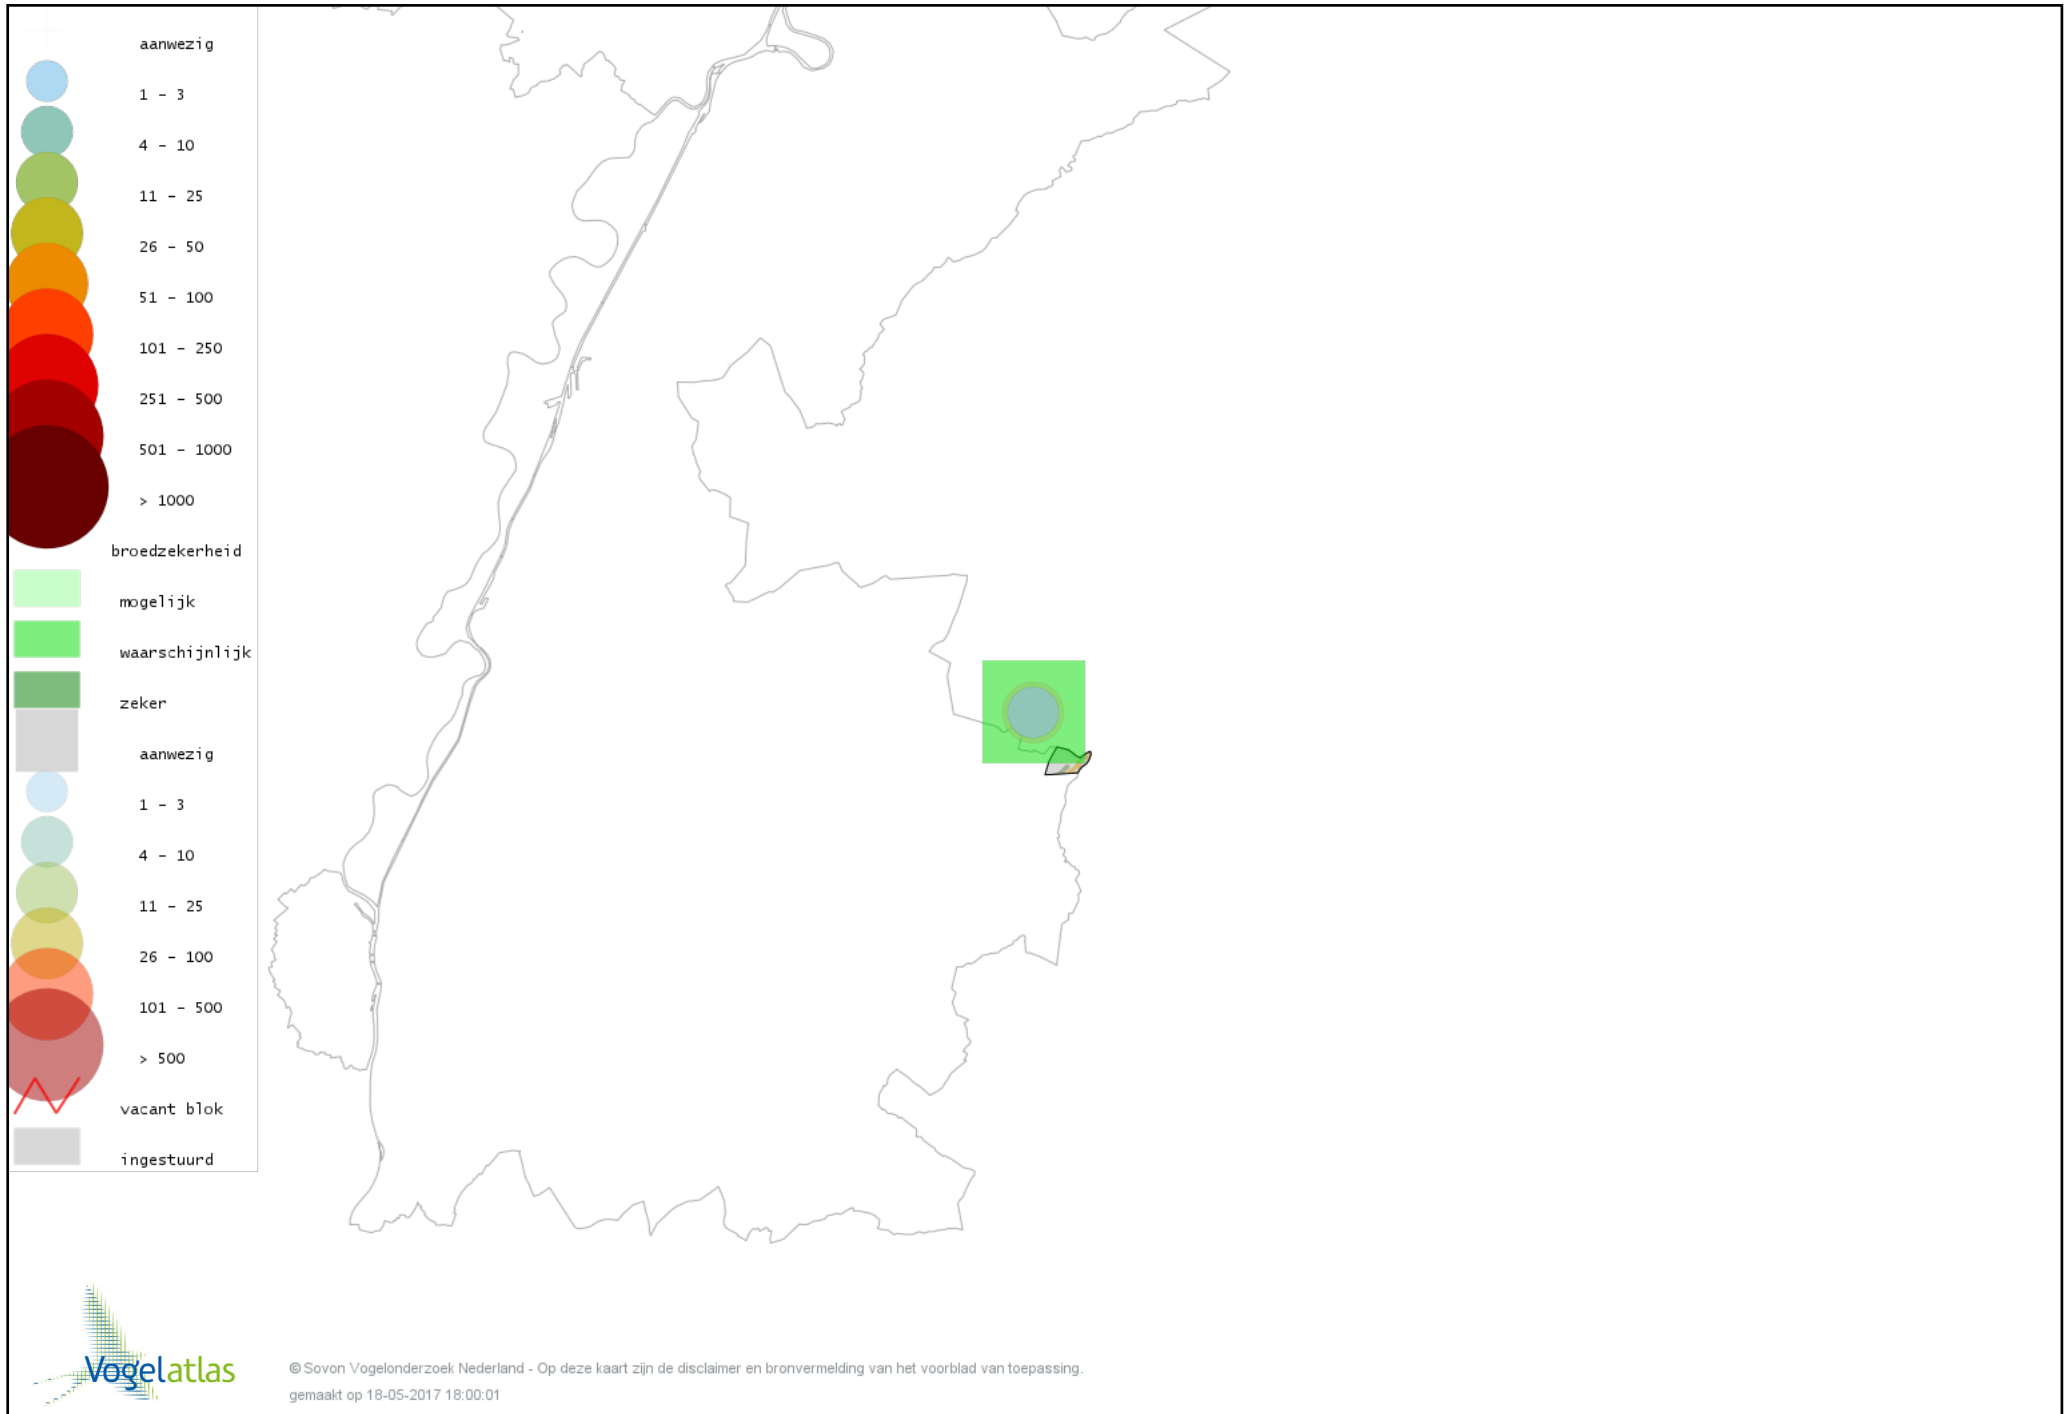 aanwezig
1 - 3
4 - 10
11 - 25
26 - 50
51 - 100
101 - 250
251 - 500
501 - 1000
> 1000
broedzekerheid
mogelijk
waarschijnlijk
zeker
aanwezig
1 - 3
4 - 10
11 - 25
26 - 100
101 - 500
> 500
vacant blok
ingestuurd
Vogelatlas
© Sovon Vogelonderzoek Nederland - Op deze kaart zijn de disclaimer en bronvermelding van het voorblad van toepassing.
gemaakt op 18-05-2017 18:00:01